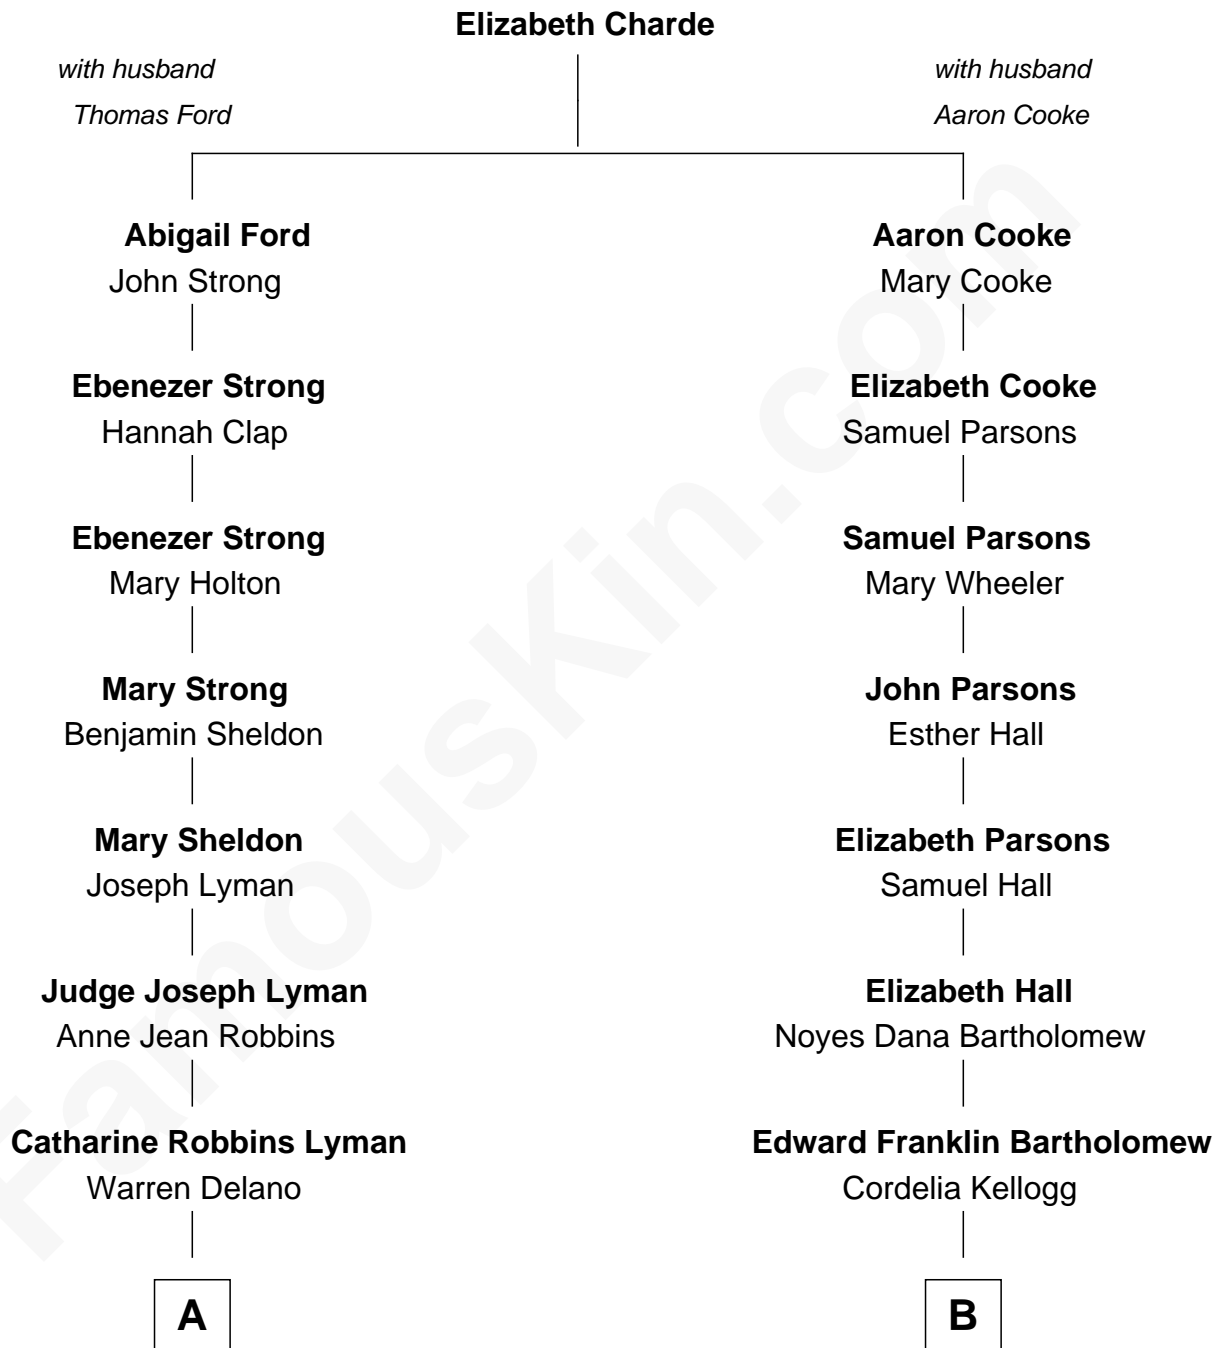 Elizabeth Charde
with husband
Thomas Ford
with husband
Aaron Cooke
Abigail Ford
John Strong
Aaron Cooke
Mary Cooke
Ebenezer Strong
Hannah Clap
Elizabeth Cooke
Samuel Parsons
Ebenezer Strong
Mary Holton
Samuel Parsons
Mary Wheeler
Mary Strong
Benjamin Sheldon
John Parsons
Esther Hall
Mary Sheldon
Joseph Lyman
Elizabeth Parsons
Samuel Hall
Judge Joseph Lyman
Anne Jean Robbins
Elizabeth Hall
Noyes Dana Bartholomew
Catharine Robbins Lyman
Warren Delano
Edward Franklin Bartholomew
Cordelia Kellogg
A
B
FamousKin.com